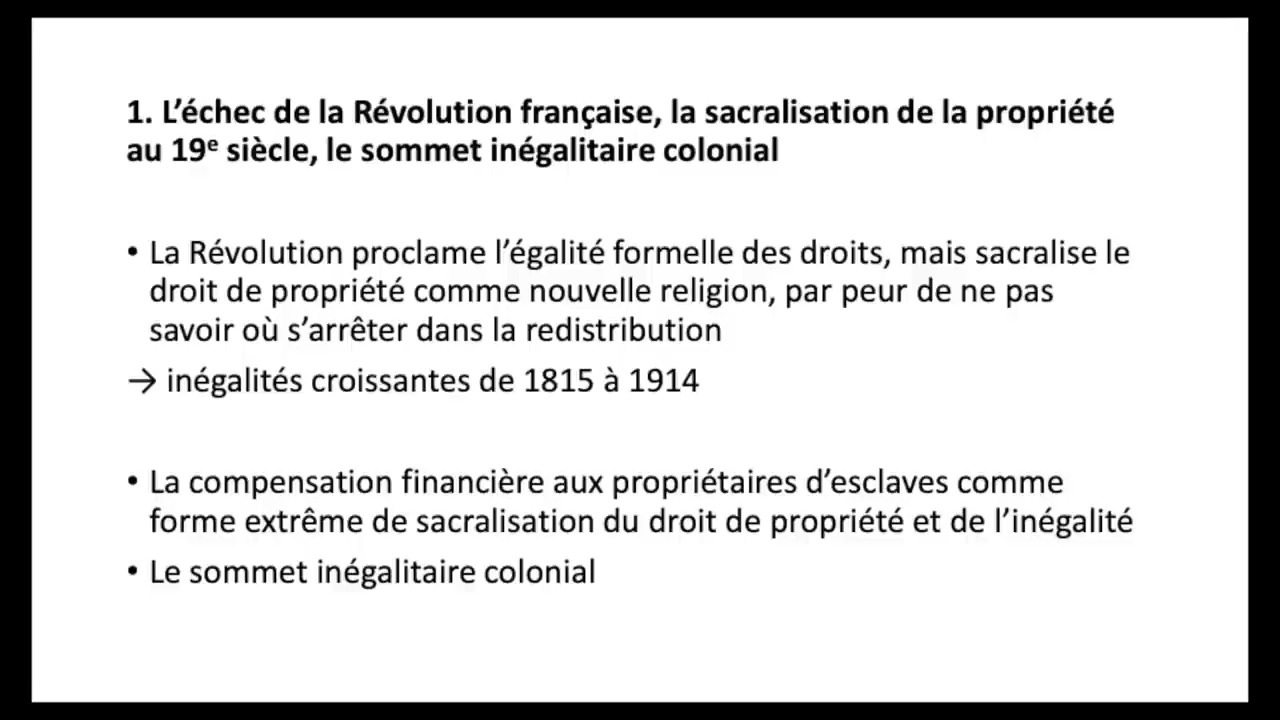 1. L’échec de la Révolution française, la sacralisation de la propriété
au 19ᵉ siècle, le sommet inégalitaire colonial
• La Révolution proclame l’égalité formelle des droits, mais sacralise le
droit de propriété comme nouvelle religion, par peur de ne pas
savoir où s’arrêter dans la redistribution
→ inégalités croissantes de 1815 à 1914
• La compensation financière aux propriétaires d’esclaves comme
forme extrême de sacralisation du droit de propriété et de l’inégalité
• Le sommet inégalitaire colonial